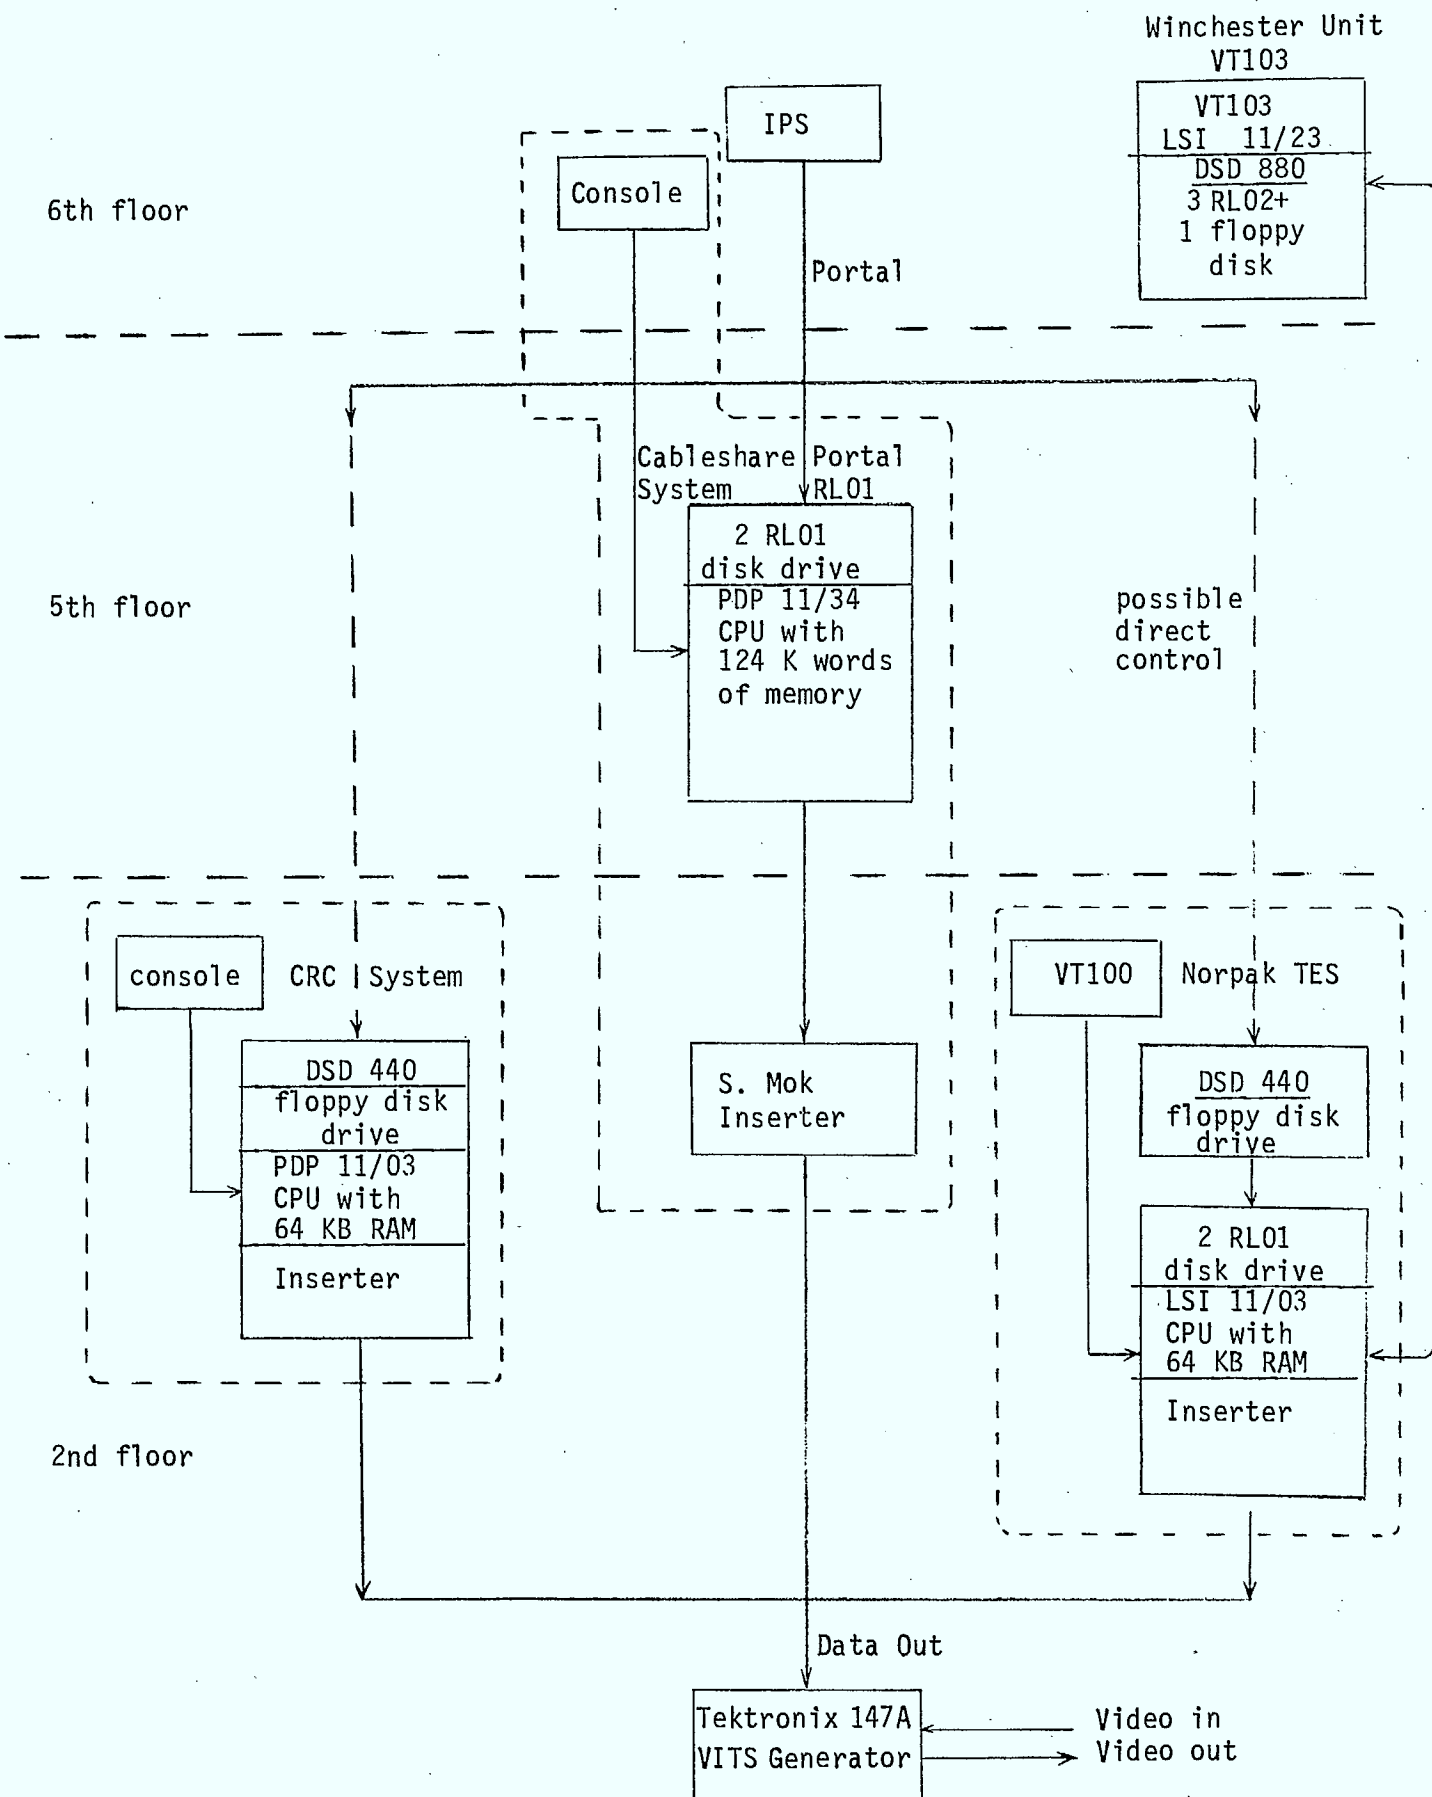 Winchester Unit
VT103
VT103
LSI 11/23
DSD 880
3 RL02+
1 floppy
disk
IPS
Console
6th floor
Portal
Cableshare
System
Portal
RL01
2 RL01
disk drive
PDP 11/34
CPU with
124 K words
of memory
5th floor
possible
direct
control
console
CRC System
DSD 440
floppy disk
drive
PDP 11/03
CPU with
64 KB RAM
Inserter
S. Mok
Inserter
VT100
Norpak TES
DSD 440
floppy disk
drive
2 RL01
disk drive
LSI 11/03
CPU with
64 KB RAM
Inserter
2nd floor
Data Out
Tektronix 147A
VITS Generator
Video in
Video out